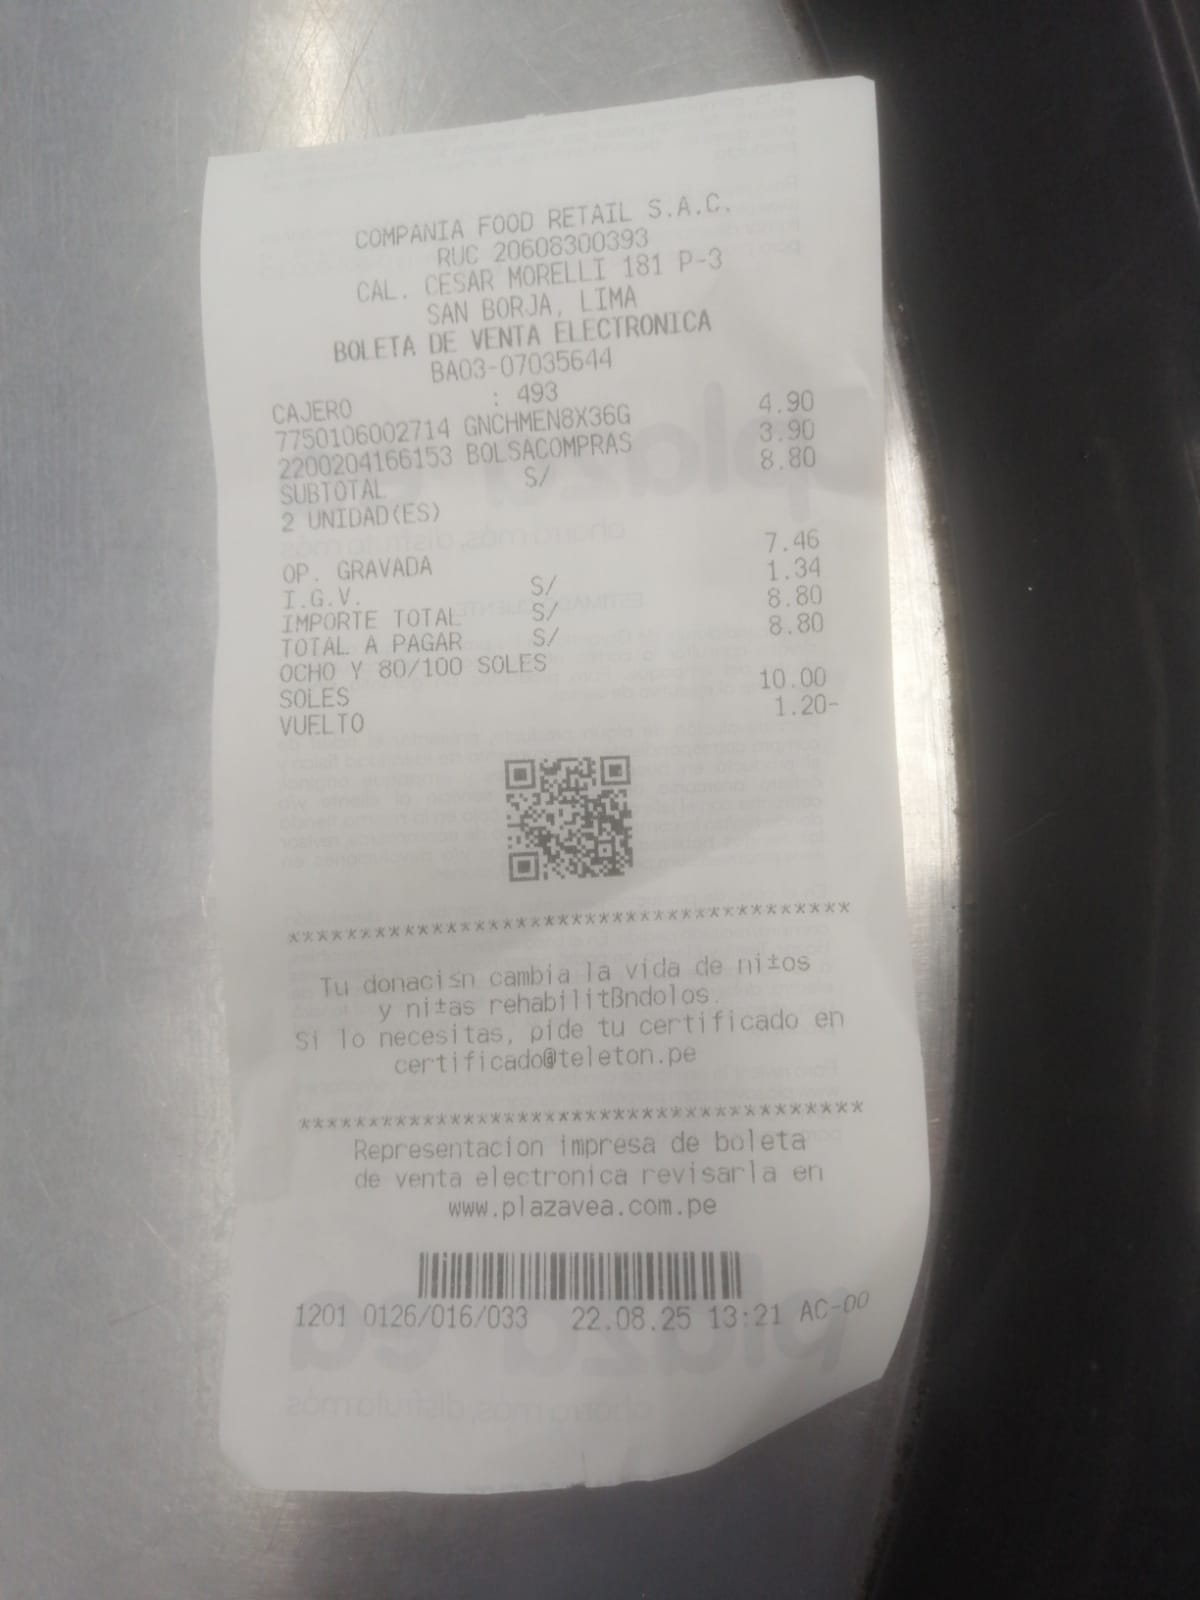 COMPANIA FOOD RETAIL S.A.C.
RUC 20608300393
CAL. CESAR MORELLI 181 P-3
SAN BORJA, LIMA
BOLETA DE VENTA ELECTRONICA
BA03-07035644
CAJERO : 493
7750106002714 GNCHMEN8X36G 4.90
2200204166153 BOLSACOMPRAS 3.90
SUBTOTAL S/ 8.80
2 UNIDAD(ES)
OP. GRAVADA 7.46
I.G.V. S/ 1.34
IMPORTE TOTAL S/ 8.80
TOTAL A PAGAR S/ 8.80
OCHO Y 80/100 SOLES
SOLES 10.00
VUELTO 1.20-
***************************************
Tu donaci≤n cambia la vida de ni±os
y ni±as rehabilitßndolos.
Si lo necesitas, pide tu certificado en
certificado@teleton.pe
***************************************
Representacion impresa de boleta
de venta electronica revisarla en
www.plazavea.com.pe
1201 0126/016/033 22.08.25 13:21 AC-00